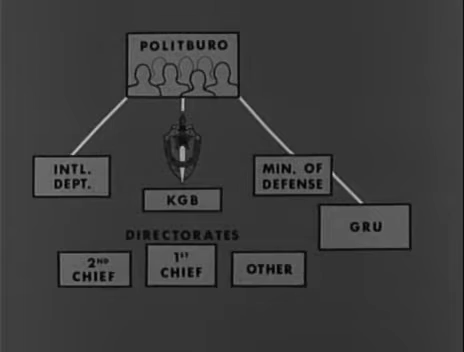 POLITBURO
INTL.
DEPT.
KGB
MIN. OF
DEFENSE
GRU
DIRECTORATES
2ND
CHIEF
1ST
CHIEF
OTHER